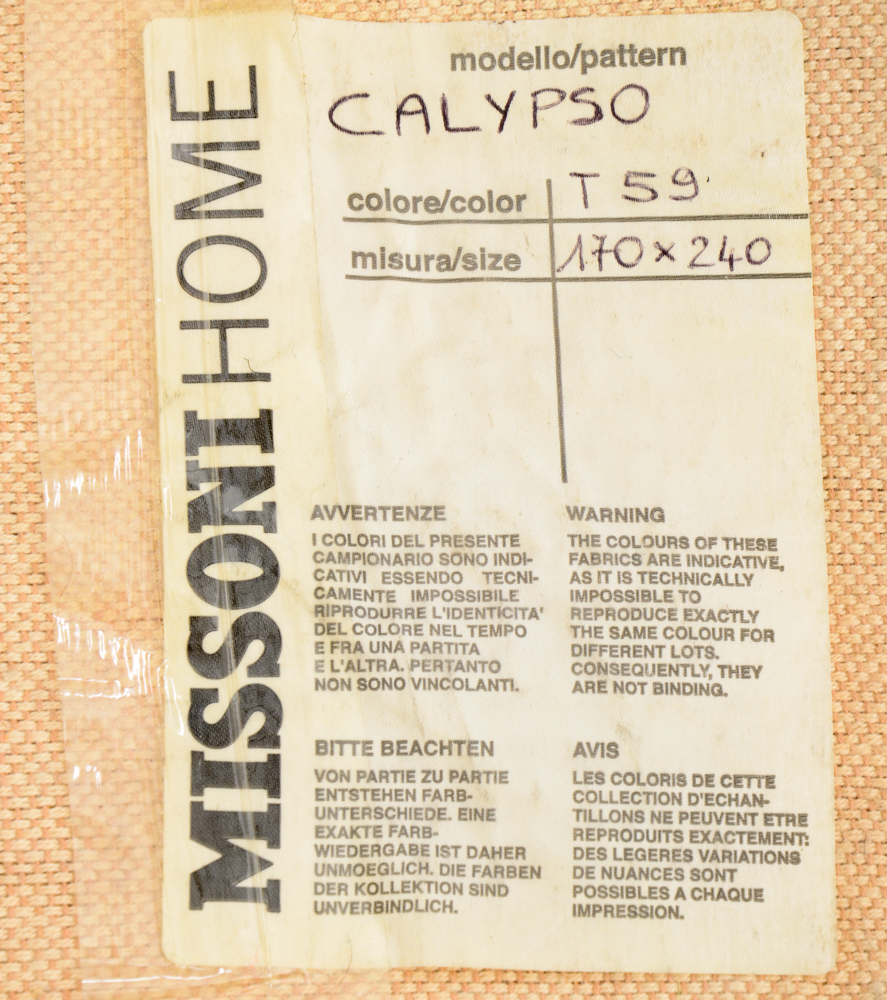 MISSONI HOME
modello/pattern
CALYPSO
colore/color T 59
misura/size 170 x 240
AVVERTENZE
I COLORI DEL PRESENTE
CAMPIONARIO SONO INDI-
CATIVI ESSENDO TECNI-
CAMENTE IMPOSSIBILE
RIPRODURRE L'IDENTICITA'
DEL COLORE NEL TEMPO
E FRA UNA PARTITA
E L'ALTRA. PERTANTO
NON SONO VINCOLANTI.
WARNING
THE COLOURS OF THESE
FABRICS ARE INDICATIVE,
AS IT IS TECHNICALLY
IMPOSSIBLE TO
REPRODUCE EXACTLY
THE SAME COLOUR FOR
DIFFERENT LOTS.
CONSEQUENTLY, THEY
ARE NOT BINDING.
BITTE BEACHTEN
VON PARTIE ZU PARTIE
ENTSTEHEN FARB-
UNTERSCHIEDE. EINE
EXAKTE FARB-
WIEDERGABE IST DAHER
UNMOEGLICH. DIE FARBEN
DER KOLLEKTION SIND
UNVERBINDLICH.
AVIS
LES COLORIS DE CETTE
COLLECTION D'ECHAN-
TILLONS NE PEUVENT ETRE
REPRODUITS EXACTEMENT:
DES LEGERES VARIATIONS
DE NUANCES SONT
POSSIBLES A CHAQUE
IMPRESSION.